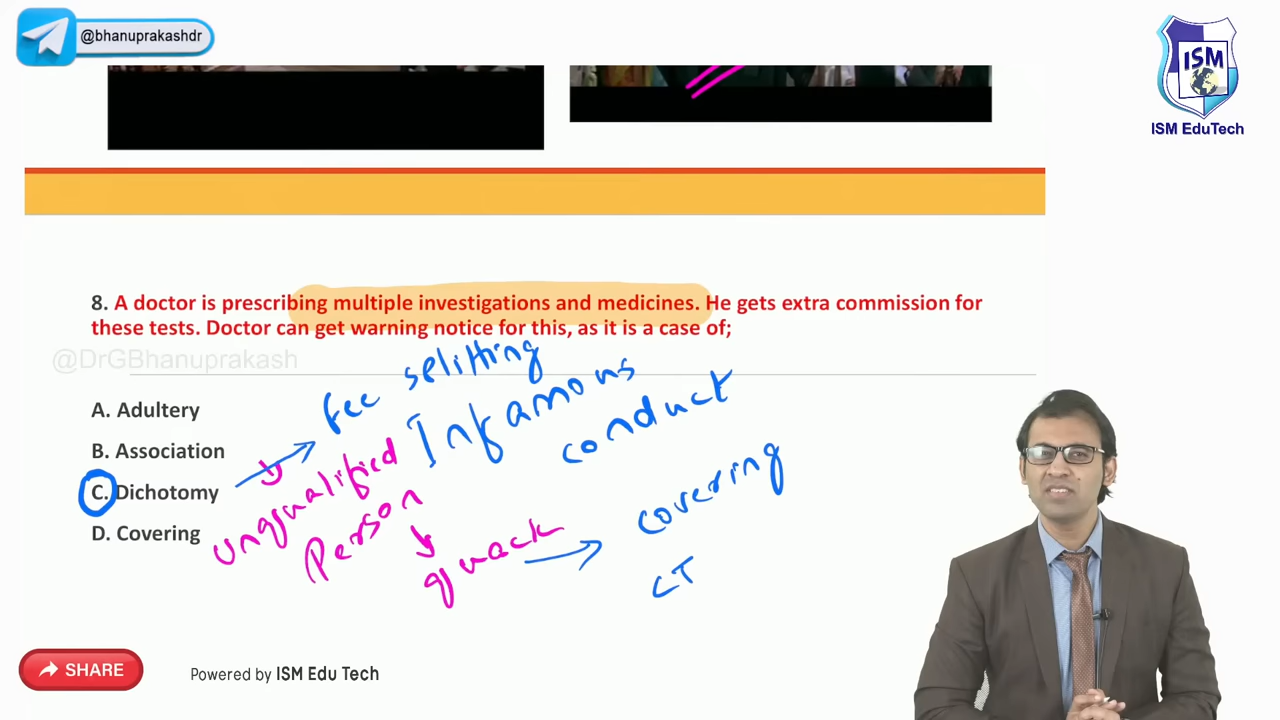 @bhanuprakashdr
ISM
ISM EduTech
8. A doctor is prescribing multiple investigations and medicines. He gets extra commission for
these tests. Doctor can get warning notice for this, as it is a case of;
@DrGBhanuprakash
Fee selitting
Infamous
conduct
A. Adultery
B. Association
C. Dichotomy
D. Covering
unqualified
Person
quack
covering
CT
SHARE
Powered by ISM Edu Tech